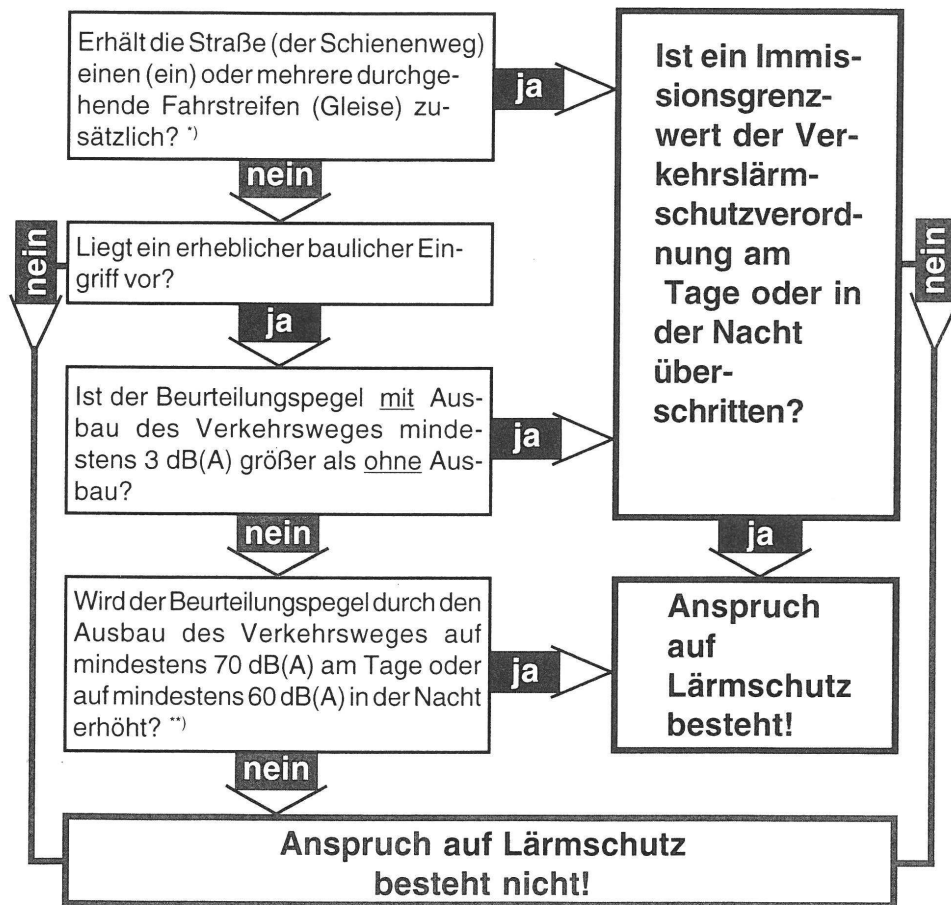 Erhält die Straße (der Schienenweg)
einen (ein) oder mehrere durchge-
hende Fahrstreifen (Gleise) zu-
sätzlich? *)
ja
Ist ein Immis-
sionsgrenz-
wert der Ver-
kehrslärm-
schutzverord-
nung am
Tage oder in
der Nacht
über-
schritten?
nein
nein
Liegt ein erheblicher baulicher Ein-
griff vor?
nein
ja
Ist der Beurteilungspegel mit Aus-
bau des Verkehrsweges minde-
stens 3 dB(A) größer als ohne Aus-
bau?
ja
nein
ja
Wird der Beurteilungspegel durch den
Ausbau des Verkehrsweges auf
mindestens 70 dB(A) am Tage oder
auf mindestens 60 dB(A) in der Nacht
erhöht? **)
ja
Anspruch
auf
Lärmschutz
besteht!
nein
Anspruch auf Lärmschutz
besteht nicht!